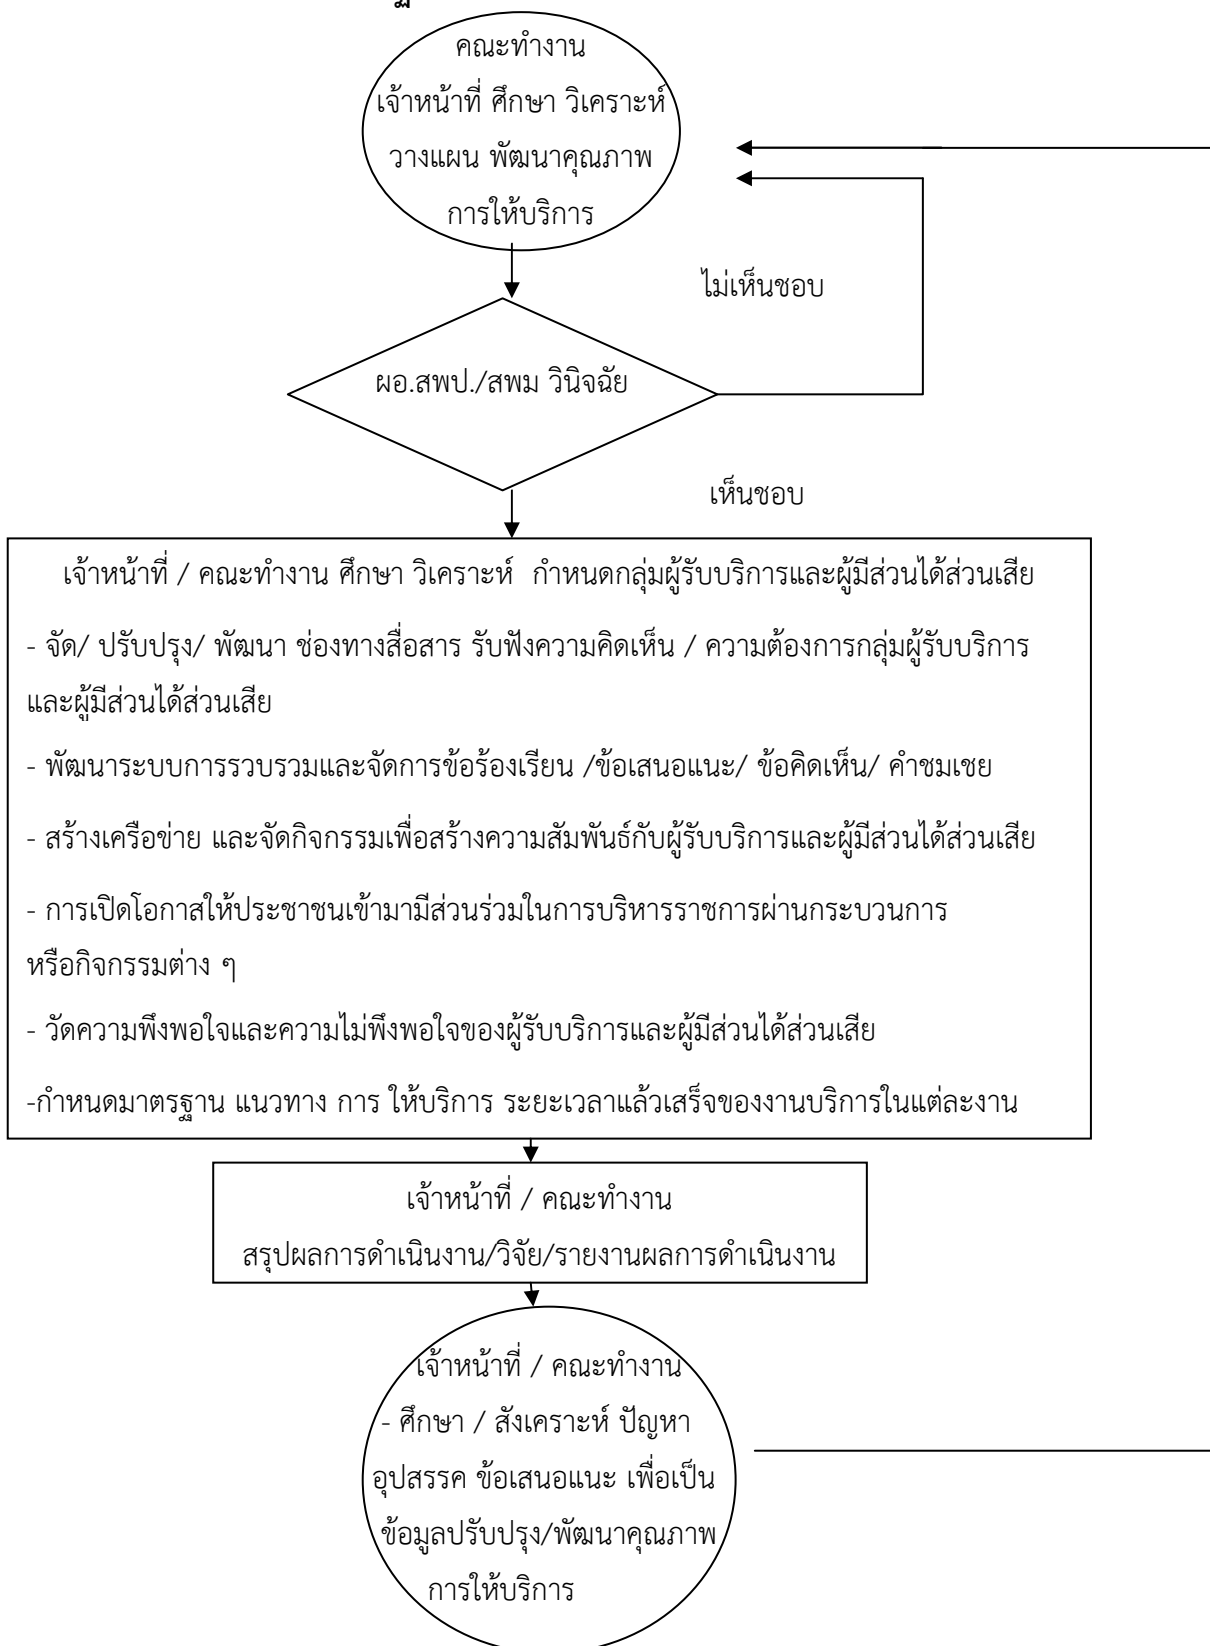 คณะทำงาน
เจ้าหน้าที่ ศึกษา วิเคราะห์
วางแผน พัฒนาคุณภาพ
การให้บริการ
ไม่เห็นชอบ
ผอ.สพป./สพม วินิจฉัย
เห็นชอบ
เจ้าหน้าที่ / คณะทำงาน ศึกษา วิเคราะห์ กำหนดกลุ่มผู้รับบริการและผู้มีส่วนได้ส่วนเสีย
- จัด/ ปรับปรุง/ พัฒนา ช่องทางสื่อสาร รับฟังความคิดเห็น / ความต้องการกลุ่มผู้รับบริการ
และผู้มีส่วนได้ส่วนเสีย
- พัฒนาระบบการรวบรวมและจัดการข้อร้องเรียน /ข้อเสนอแนะ/ ข้อคิดเห็น/ คำชมเชย
- สร้างเครือข่าย และจัดกิจกรรมเพื่อสร้างความสัมพันธ์กับผู้รับบริการและผู้มีส่วนได้ส่วนเสีย
- การเปิดโอกาสให้ประชาชนเข้ามามีส่วนร่วมในการบริหารราชการผ่านกระบวนการ
หรือกิจกรรมต่าง ๆ
- วัดความพึงพอใจและความไม่พึงพอใจของผู้รับบริการและผู้มีส่วนได้ส่วนเสีย
-กำหนดมาตรฐาน แนวทาง การ ให้บริการ ระยะเวลาแล้วเสร็จของงานบริการในแต่ละงาน
เจ้าหน้าที่ / คณะทำงาน
สรุปผลการดำเนินงาน/วิจัย/รายงานผลการดำเนินงาน
เจ้าหน้าที่ / คณะทำงาน
- ศึกษา / สังเคราะห์ ปัญหา
อุปสรรค ข้อเสนอแนะ เพื่อเป็น
ข้อมูลปรับปรุง/พัฒนาคุณภาพ
การให้บริการ